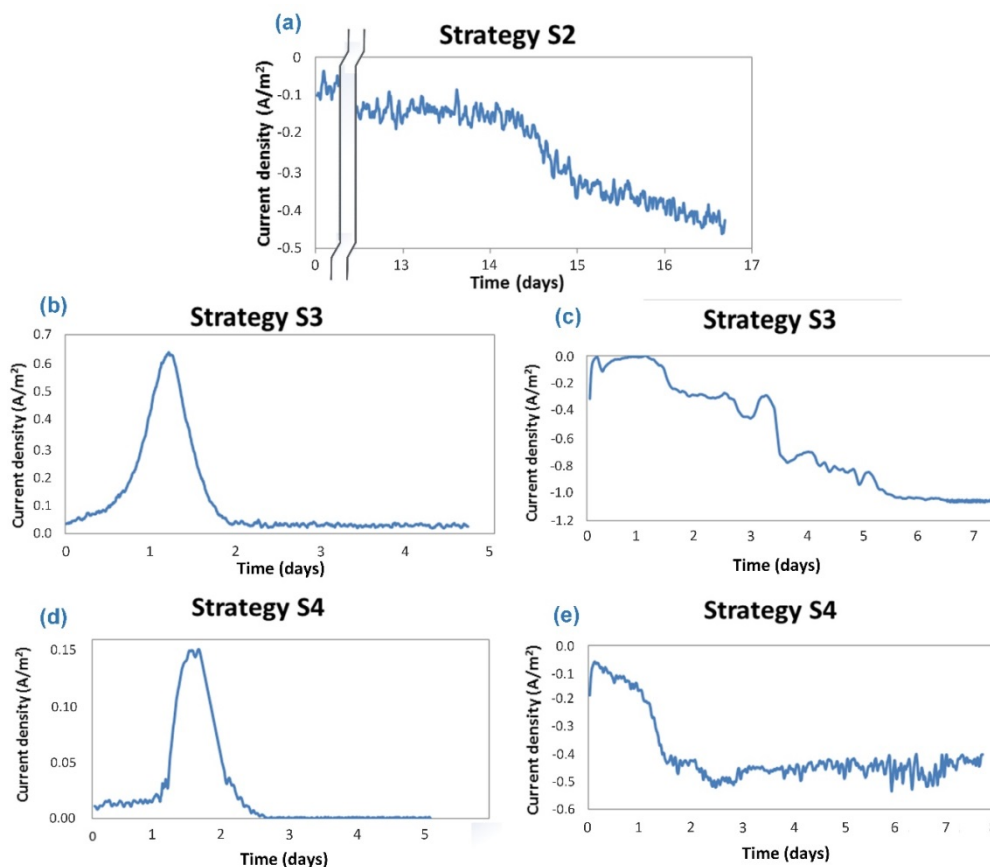 (a)
Strategy S2
Current density (A/m²)
0
-0.1
-0.2
-0.3
-0.4
-0.5
0 13 14 15 16 17
Time (days)
(b)
Strategy S3
Current density (A/m²)
0.7
0.6
0.5
0.4
0.3
0.2
0.1
0.0
0 1 2 3 4 5
Time (days)
(c)
Strategy S3
Current density (A/m²)
0.0
-0.2
-0.4
-0.6
-0.8
-1.0
-1.2
0 1 2 3 4 5 6 7
Time (days)
(d)
Strategy S4
Current density (A/m²)
0.15
0.10
0.05
0.00
0 1 2 3 4 5
Time (days)
(e)
Strategy S4
Current density (A/m²)
0.0
-0.1
-0.2
-0.3
-0.4
-0.5
-0.6
0 1 2 3 4 5 6 7 8
Time (days)